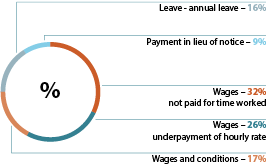 Leave - annual leave – 16%
Payment in lieu of notice – 9%
%
Wages – 32%
not paid for time worked
Wages – 26%
underpayment of hourly rate
Wages and conditions – 17%